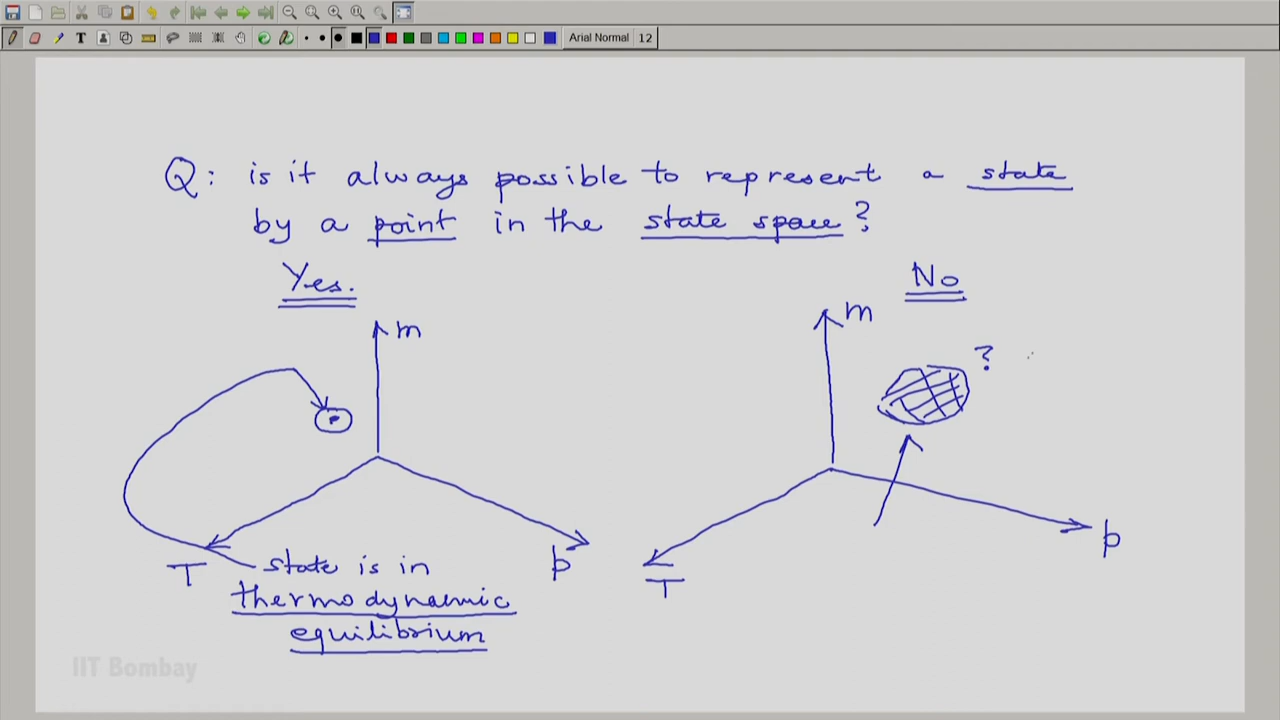 Arial Normal 12
Q: is it always possible to represent a state
by a point in the state space?
Yes.
No
m
m
?
T
p
T
p
state is in
thermodynamic
equilibrium
IIT Bombay